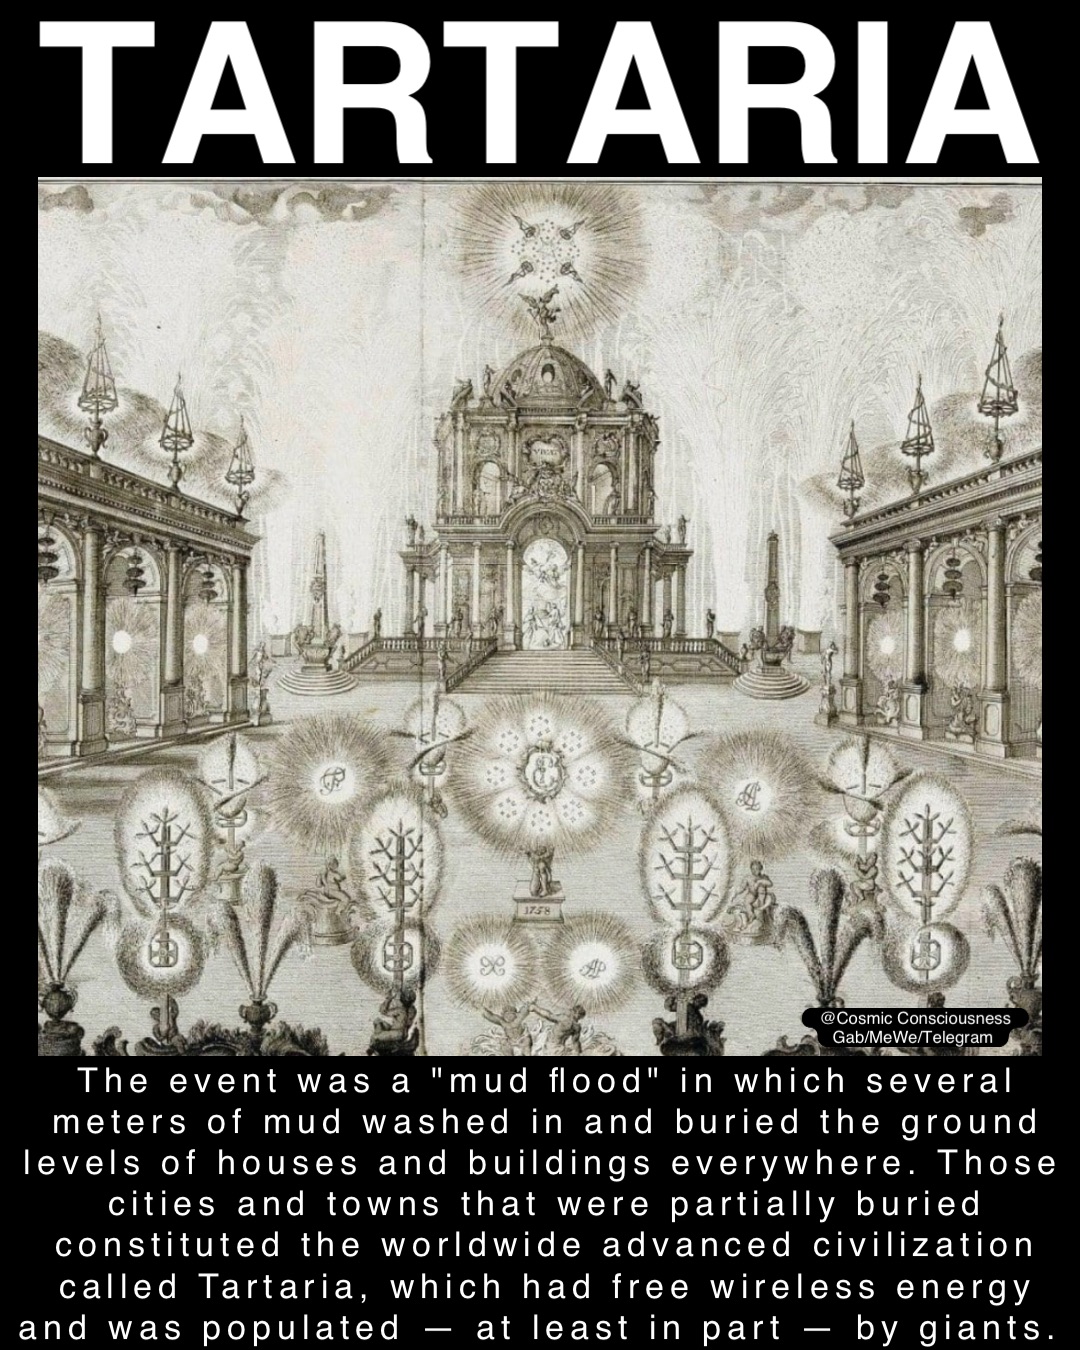 TARTARIA
VIVAT
1758
@Cosmic Consciousness
Gab/MeWe/Telegram
The event was a "mud flood" in which several
meters of mud washed in and buried the ground
levels of houses and buildings everywhere. Those
cities and towns that were partially buried
constituted the worldwide advanced civilization
called Tartaria, which had free wireless energy
and was populated — at least in part — by giants.